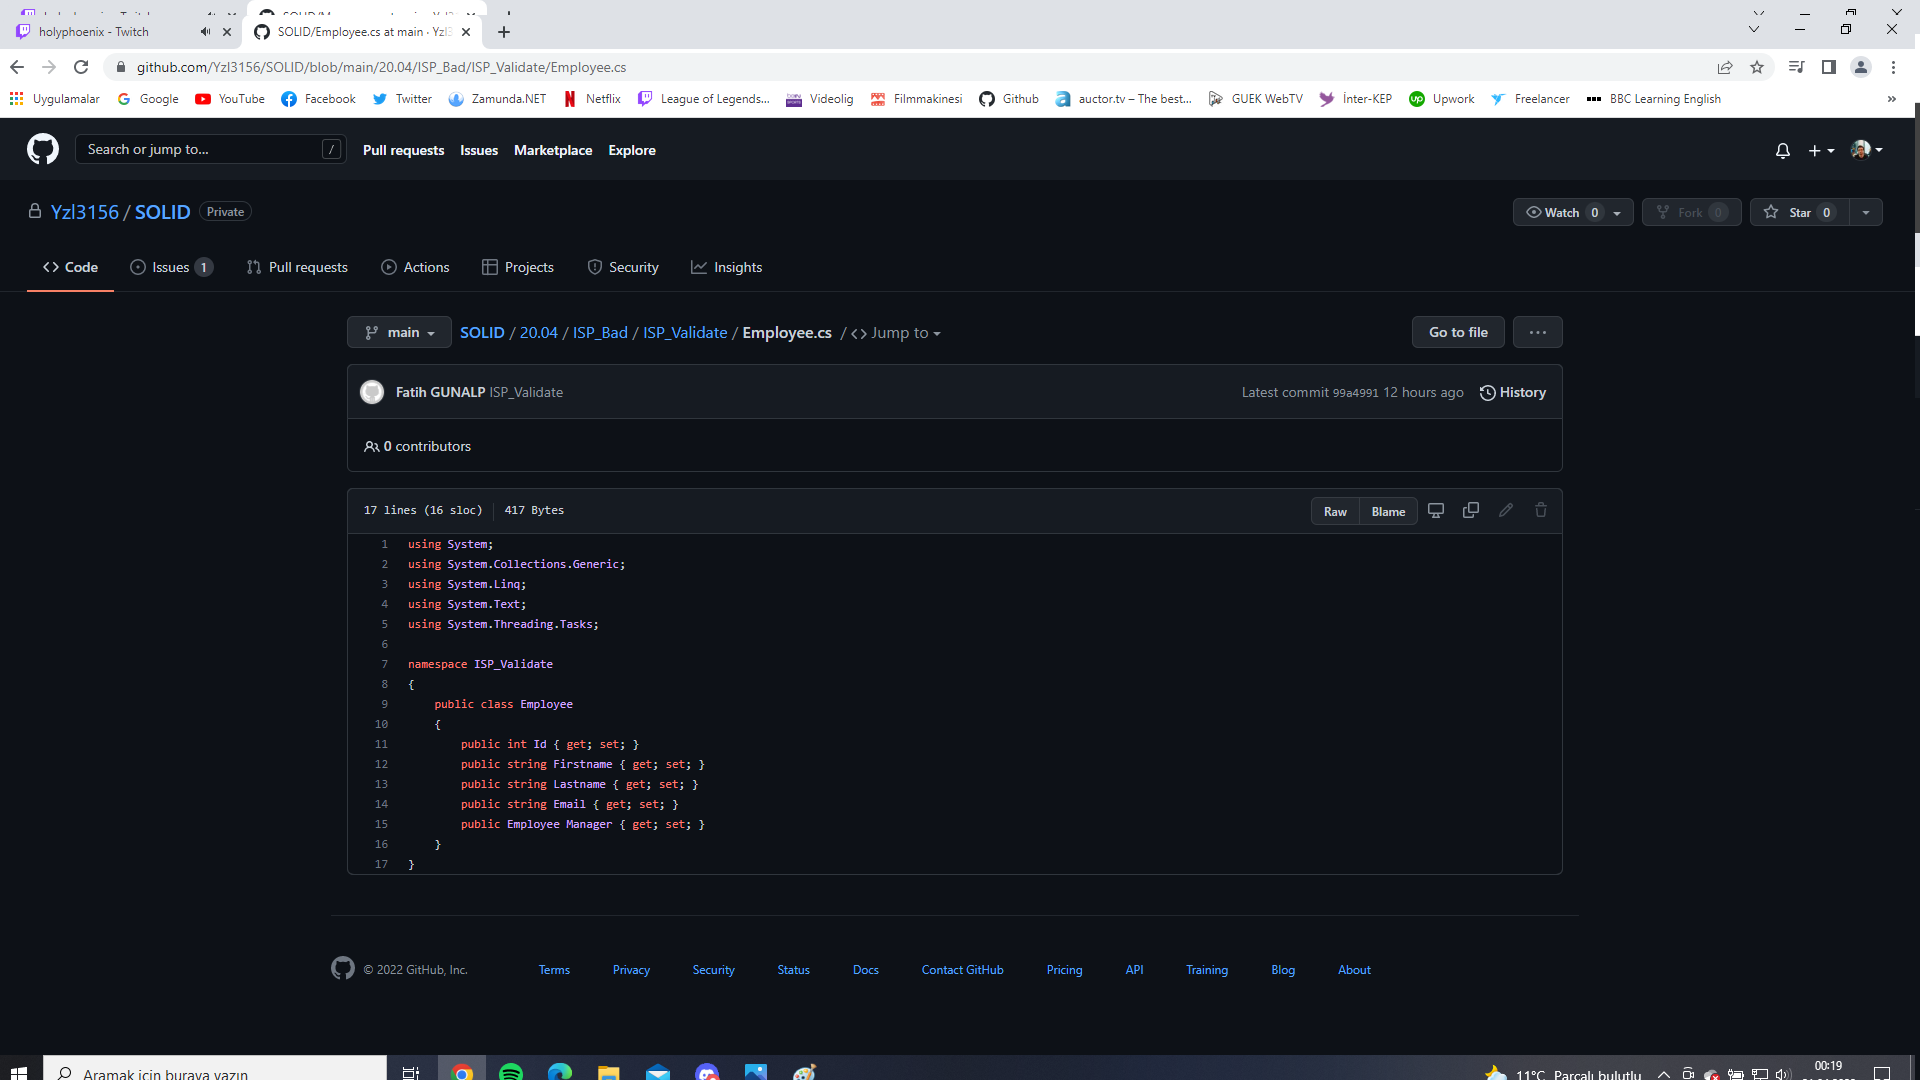 holyphoenix - Twitch
SOLID/Employee.cs at main · Yzl3
github.com/Yzl3156/SOLID/blob/main/20.04/ISP_Bad/ISP_Validate/Employee.cs
Uygulamalar Google YouTube Facebook Twitter Zamunda.NET Netflix League of Legends... Videolig Filmmakinesi Github auctor.tv – The best... GUEK WebTV İnter-KEP Upwork Freelancer BBC Learning English »
Search or jump to... / Pull requests Issues Marketplace Explore
Yzl3156 / SOLID Private Watch 0 Fork 0 Star 0
Code Issues 1 Pull requests Actions Projects Security Insights
main SOLID / 20.04 / ISP_Bad / ISP_Validate / Employee.cs / <> Jump to Go to file ...
Fatih GUNALP ISP_Validate Latest commit 99a4991 12 hours ago History
0 contributors
17 lines (16 sloc) 417 Bytes Raw Blame
1 using System;
2 using System.Collections.Generic;
3 using System.Linq;
4 using System.Text;
5 using System.Threading.Tasks;
6
7 namespace ISP_Validate
8 {
9 public class Employee
10 {
11 public int Id { get; set; }
12 public string Firstname { get; set; }
13 public string Lastname { get; set; }
14 public string Email { get; set; }
15 public Employee Manager { get; set; }
16 }
17 }
© 2022 GitHub, Inc. Terms Privacy Security Status Docs Contact GitHub Pricing API Training Blog About
Aramak için buraya yazın 11°C Parçalı bulutlu 00:19